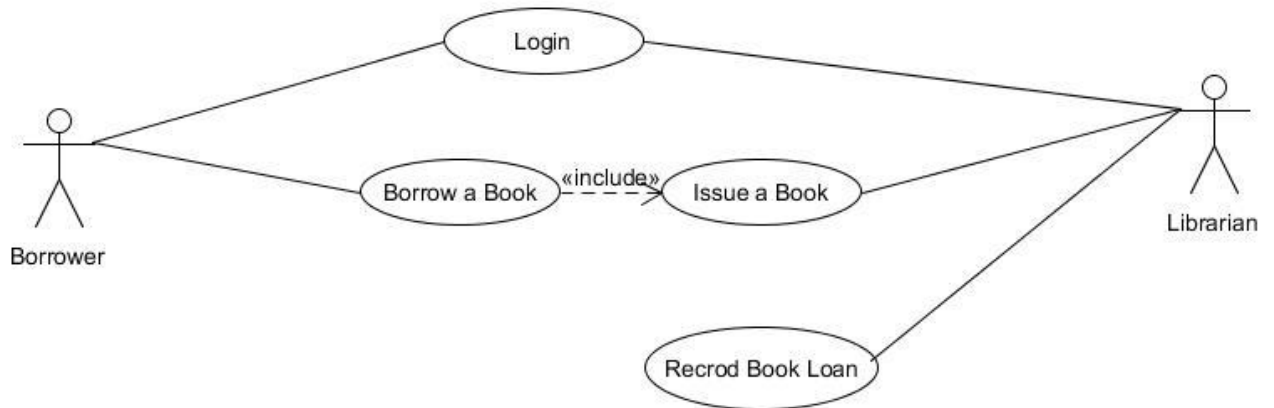 Login
Borrow a Book
«include»
Issue a Book
Borrower
Librarian
Recrod Book Loan